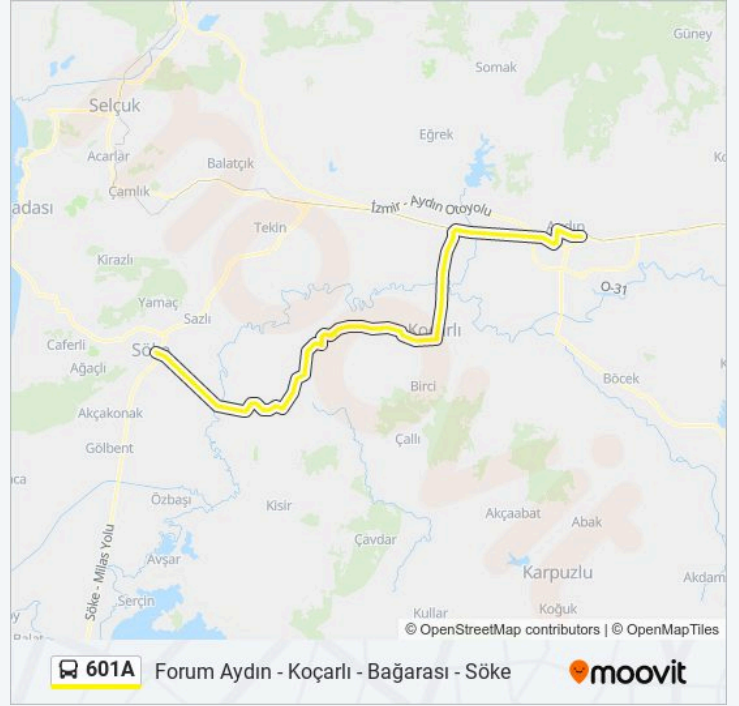 Güney
Somak
Selçuk
Eğrek
Acarlar
Balatçık
Çamlık
adası
İzmir - Aydın Otoyolu
Tekin
Aydın
Kirazlı
O-31
Yamaç
Sazlı
Koçarlı
Caferli
Söke
Ağaçlı
Birci
Böcek
Akçakonak
Çallı
Gölbent
ca
Özbaşı
Kisir
Akçaabat
Abak
Söke - Milas Yolu
Çavdar
Avşar
Karpuzlu
Akdam
Serçin
Kullar
Koğuk
© OpenStreetMap contributors | © OpenMapTiles
601A Forum Aydın - Koçarlı - Bağarası - Söke moovit